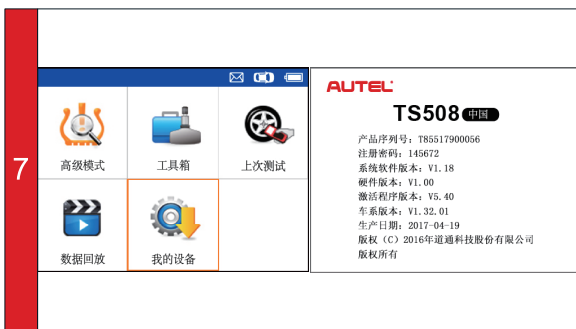 7
高级模式
工具箱
上次测试
数据回放
我的设备
AUTEL
TS508 中国
产品序列号: T85517900056
注册密码: 145672
系统软件版本: V1.18
硬件版本: V1.00
激活程序版本: V5.40
车系版本: V1.32.01
生产日期: 2017-04-19
版权（C）2016年道通科技股份有限公司
版权所有